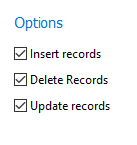 Options
Insert records
Delete Records
Update records